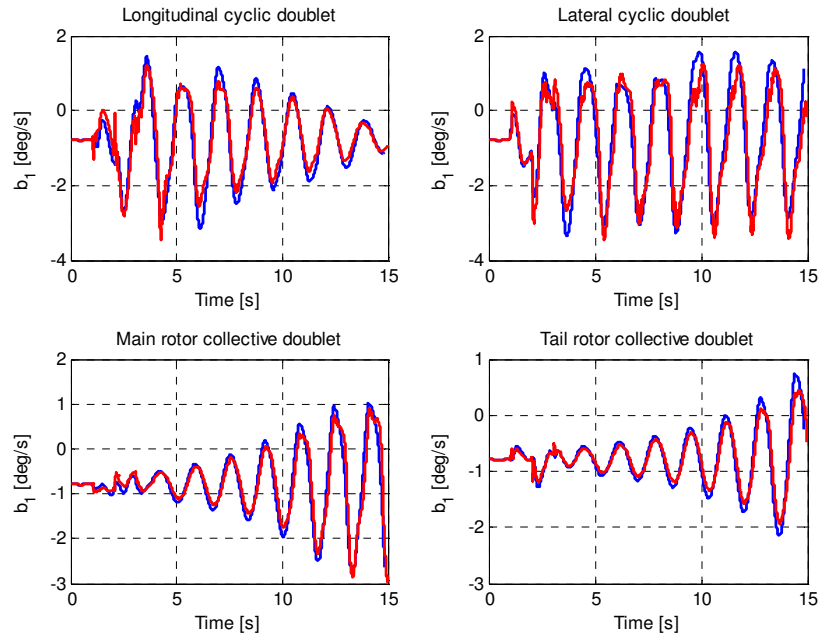 Longitudinal cyclic doublet
2
0
-2
-4
b1 [deg/s]
0
5
10
15
Time [s]
Lateral cyclic doublet
2
0
-2
-4
b1 [deg/s]
0
5
10
15
Time [s]
Main rotor collective doublet
2
1
0
-1
-2
-3
b1 [deg/s]
0
5
10
15
Time [s]
Tail rotor collective doublet
1
0
-1
-2
-3
b1 [deg/s]
0
5
10
15
Time [s]